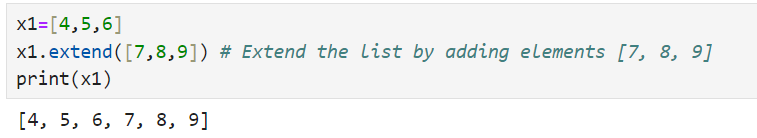 x1=[4,5,6]
x1.extend([7,8,9]) # Extend the list by adding elements [7, 8, 9]
print(x1)
[4, 5, 6, 7, 8, 9]